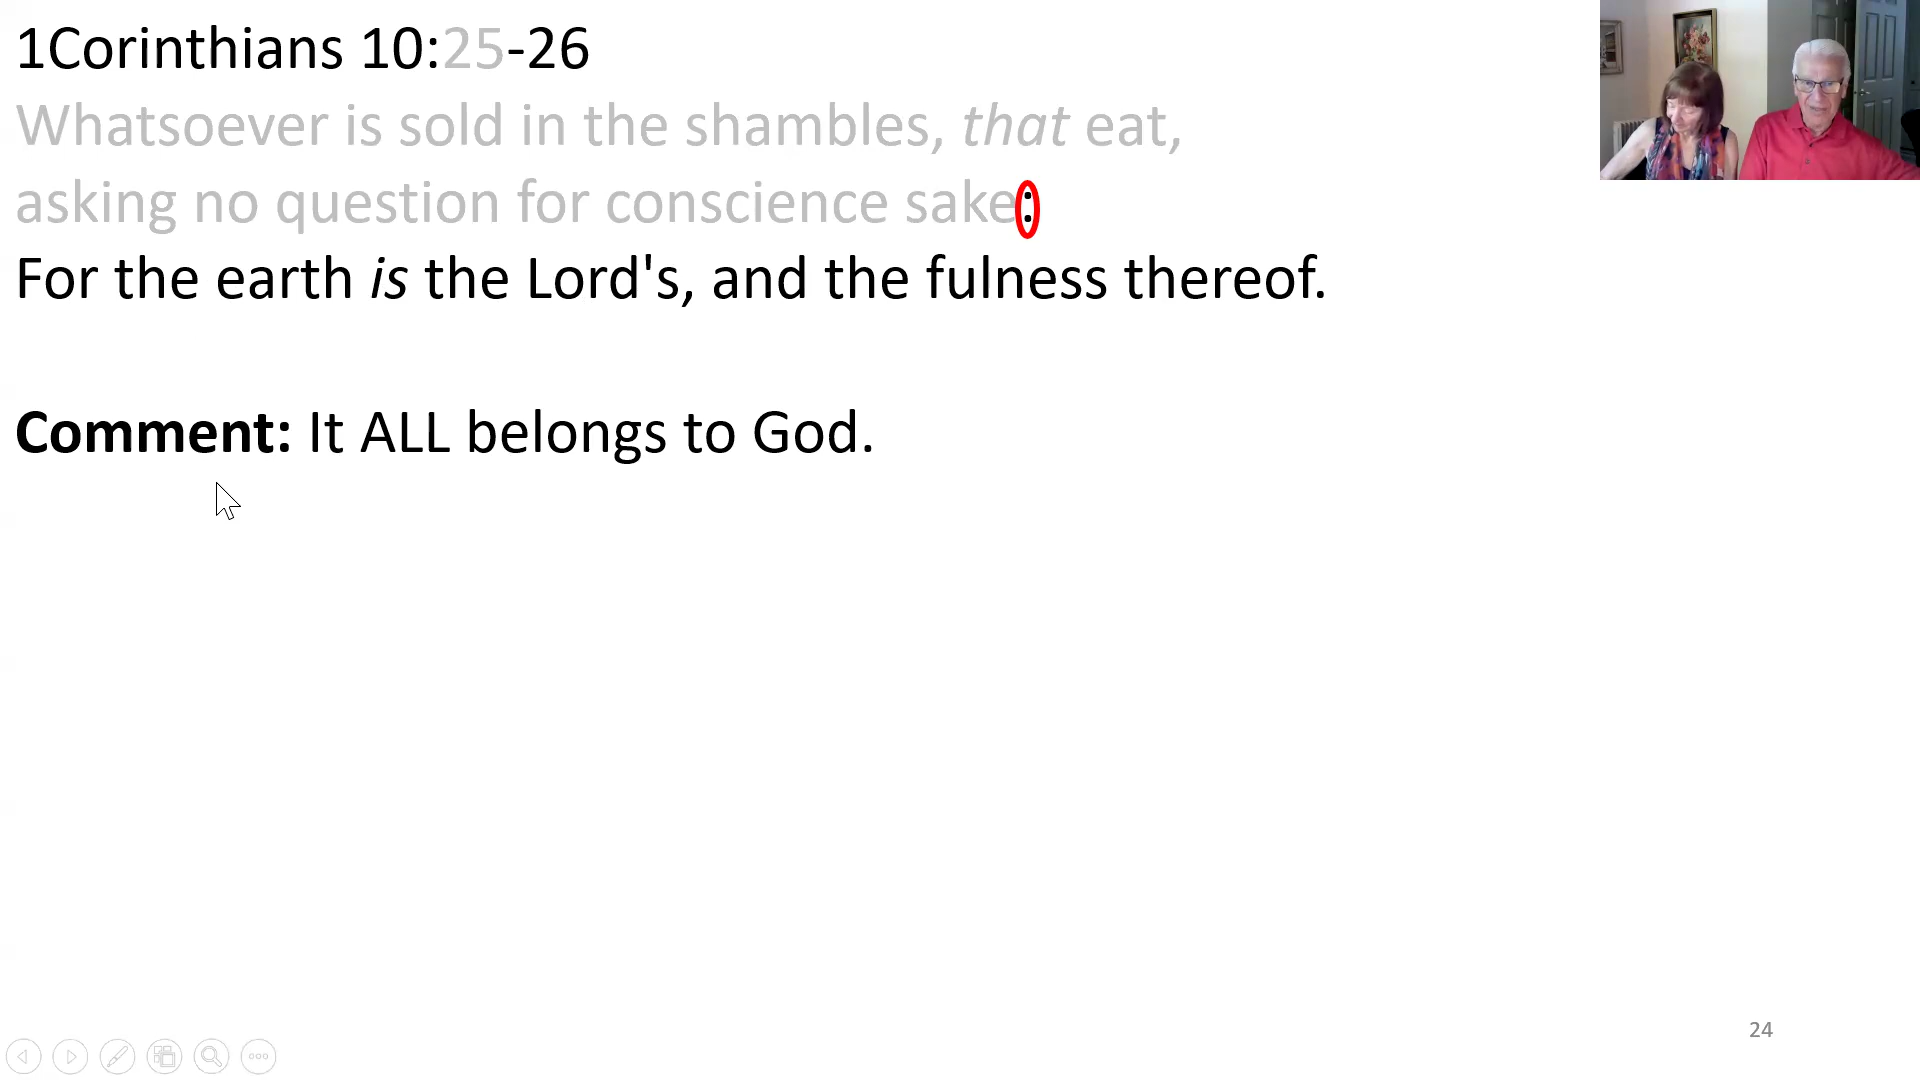 1Corinthians 10:25-26
Whatsoever is sold in the shambles, that eat,
asking no question for conscience sake:
For the earth is the Lord's, and the fulness thereof.
Comment: It ALL belongs to God.
24